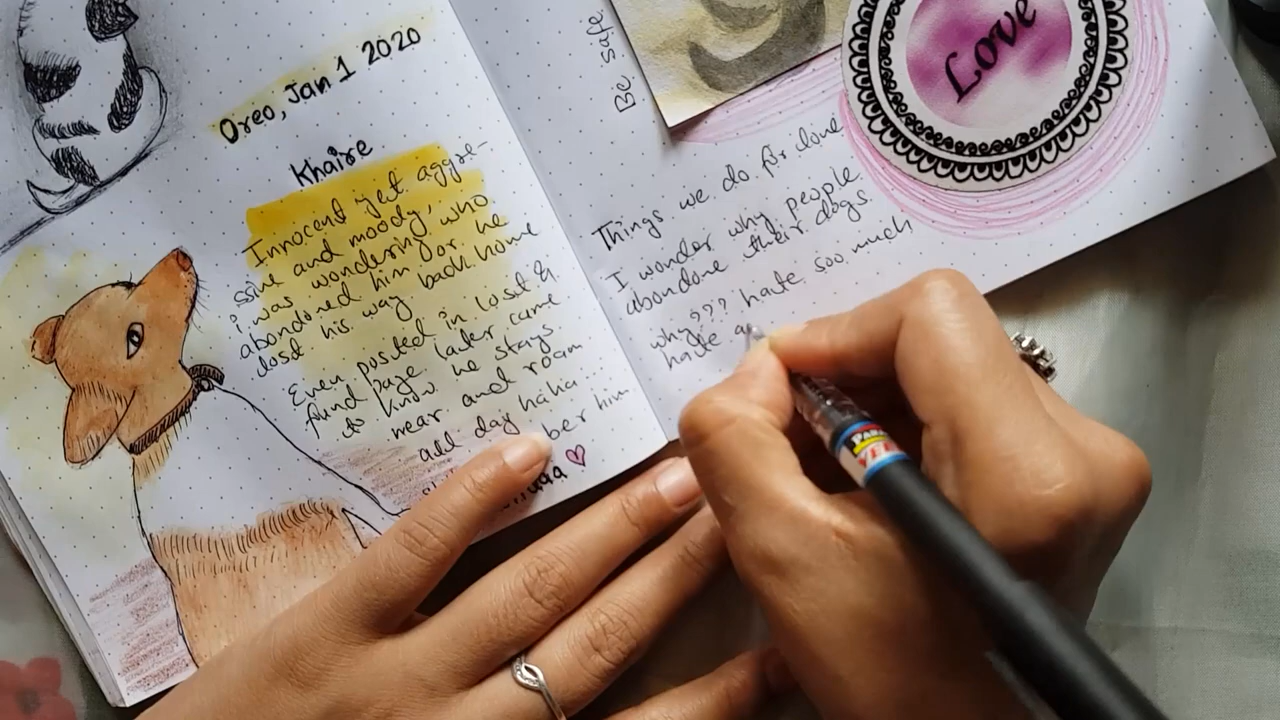 Oreo, Jan 1 2020
Khaire
Innocend yet aggre-
ssive and moody,
i was wondering, who
abondoned him or he
lost his way back home
Even posted in lost &
fund page later came
to know he stays
near and roam
all day haha...
ber him
Be safe
Love
Things we do for love
I wonder why people
abondone their dogs.
why??? hate soo much
hate a